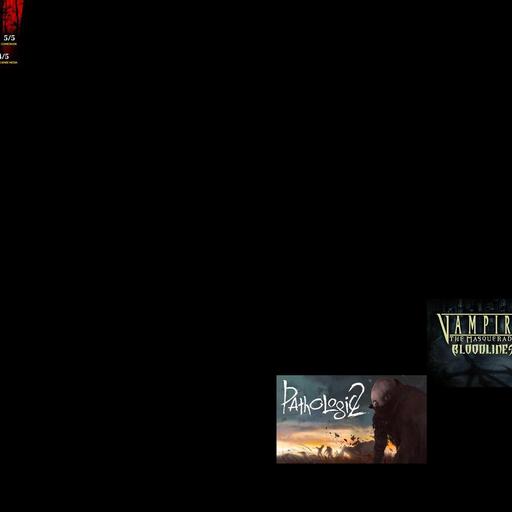 5/5
/5
VAMPIR
THE MASQUERAD
BLOODLINES
PAthOLogic2